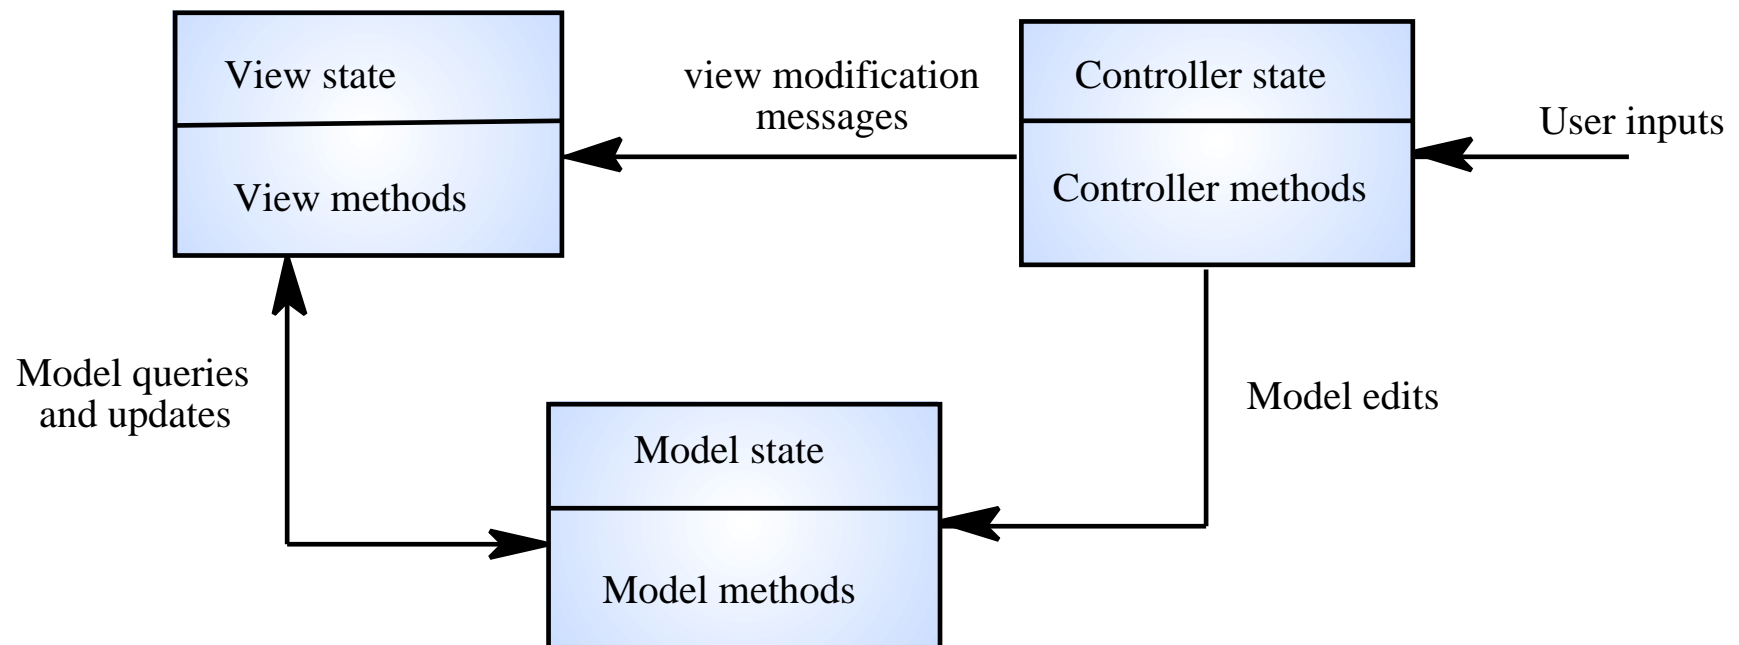 View state
View methods
view modification
messages
Controller state
Controller methods
User inputs
Model queries
and updates
Model state
Model methods
Model edits